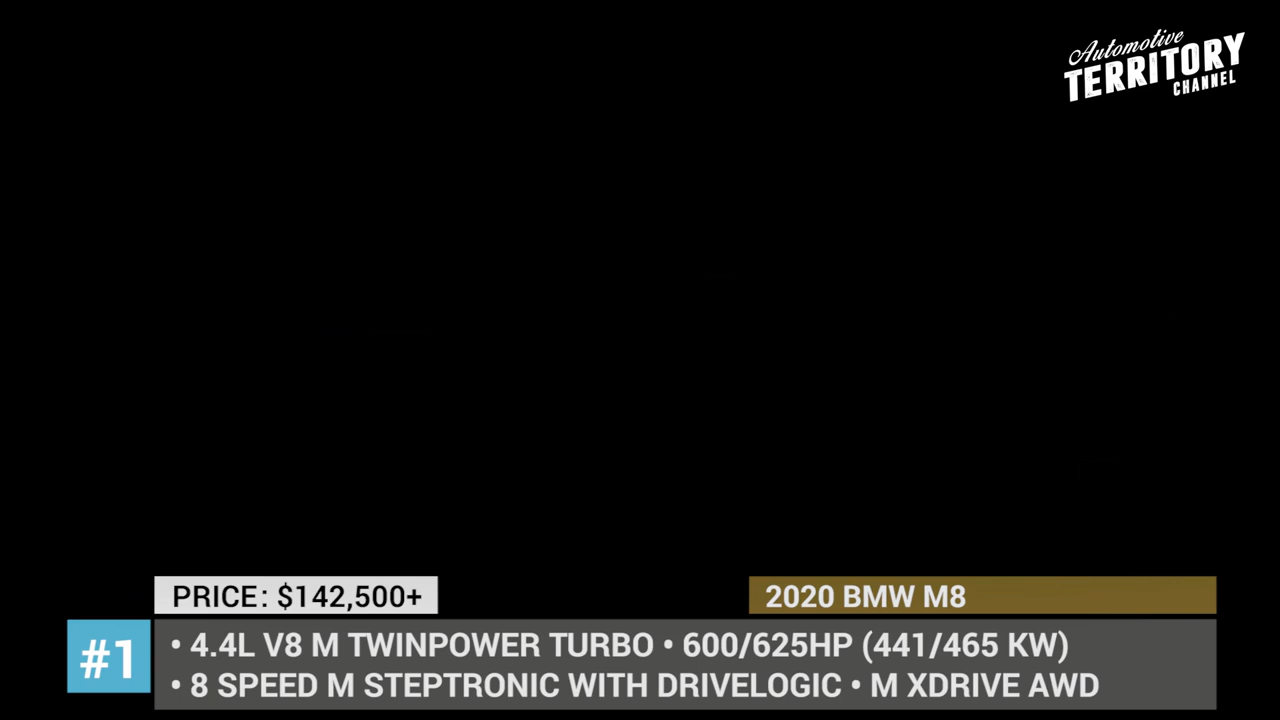 Automotive
TERRITORY
CHANNEL
PRICE: $142,500+
2020 BMW M8
#1
• 4.4L V8 M TWINPOWER TURBO • 600/625HP (441/465 KW)
• 8 SPEED M STEPTRONIC WITH DRIVELOGIC • M XDRIVE AWD